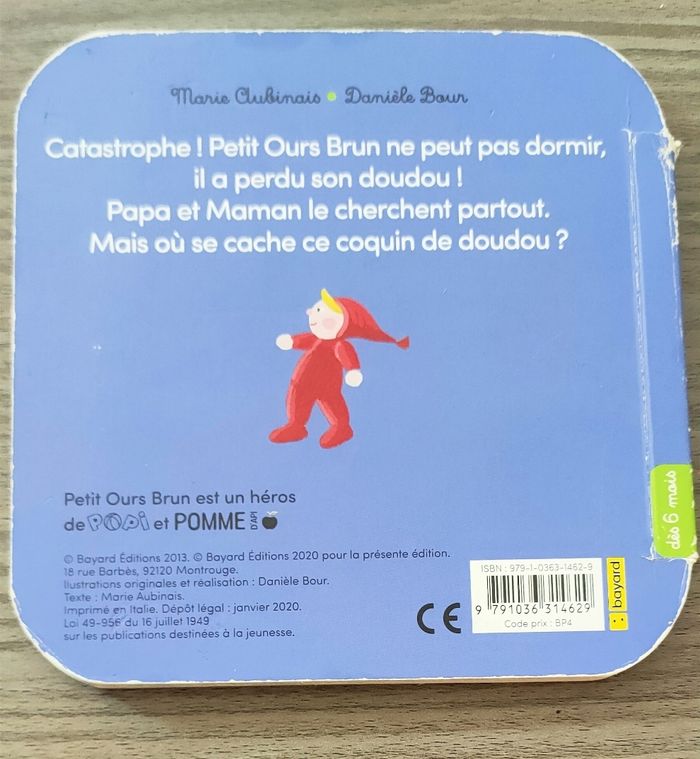 Marie Aubinais • Danièle Bour
Catastrophe ! Petit Ours Brun ne peut pas dormir,
il a perdu son doudou !
Papa et Maman le cherchent partout.
Mais où se cache ce coquin de doudou ?
dès 6 mois
Petit Ours Brun est un héros
de POPI et POMME D'API
© Bayard Éditions 2013. © Bayard Éditions 2020 pour la présente édition.
18 rue Barbès, 92120 Montrouge.
Ilustrations originales et réalisation : Danièle Bour.
Texte : Marie Aubinais.
Imprimé en Italie. Dépôt légal : janvier 2020.
Loi 49-956 du 16 juillet 1949
sur les publications destinées à la jeunesse.
CE
ISBN : 979-1-0363-1462-9
9 791036 314629
Code prix : BP4
bayard